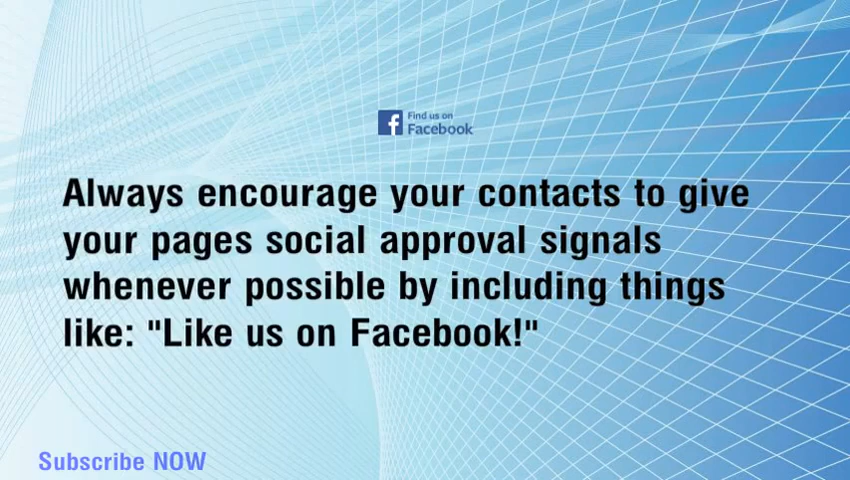 Find us on
Facebook
Always encourage your contacts to give
your pages social approval signals
whenever possible by including things
like: "Like us on Facebook!"
Subscribe NOW